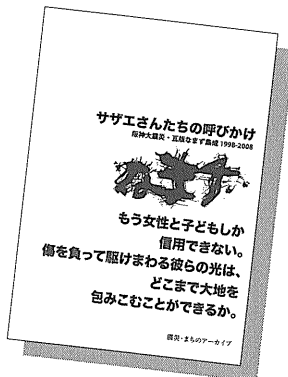 サザエさんたちの呼びかけ
阪神大震災・瓦版なまず集成 1998-2008
なまず
もう女性と子どもしか
信用できない。
傷を負って駆けまわる彼らの光は、
どこまで大地を
包みこむことができるか。
震災・まちのアーカイブ